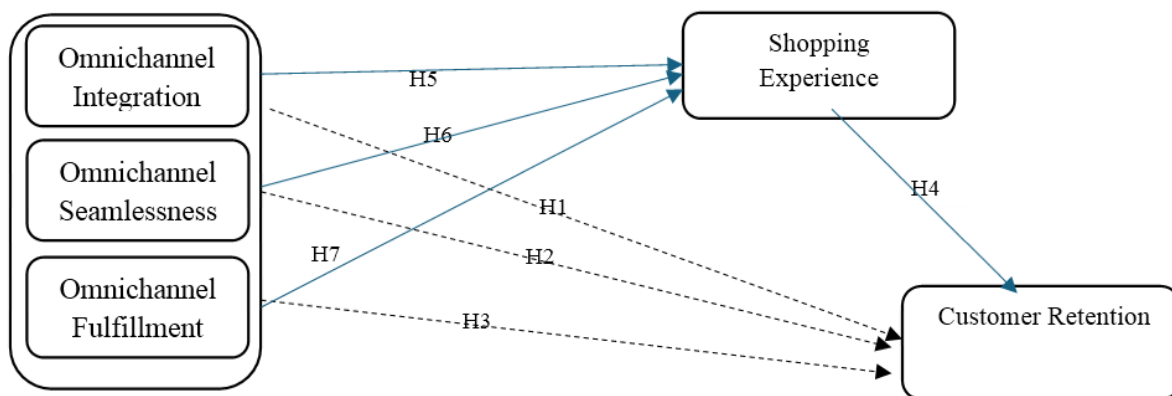 Omnichannel
Integration
Omnichannel
Seamlessness
Omnichannel
Fulfillment
H5
H6
H7
H1
H2
H3
Shopping
Experience
H4
Customer Retention